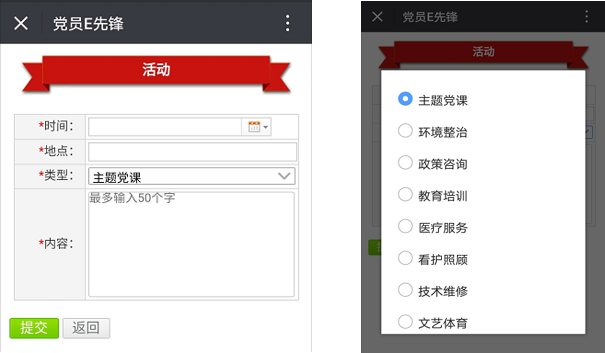 党员E先锋
活动
*时间：
*地点：
*类型：
主题党课
*内容：
最多输入50个字
提交
返回
党员E先锋
活动
主题党课
环境整治
政策咨询
教育培训
医疗服务
看护照顾
技术维修
文艺体育